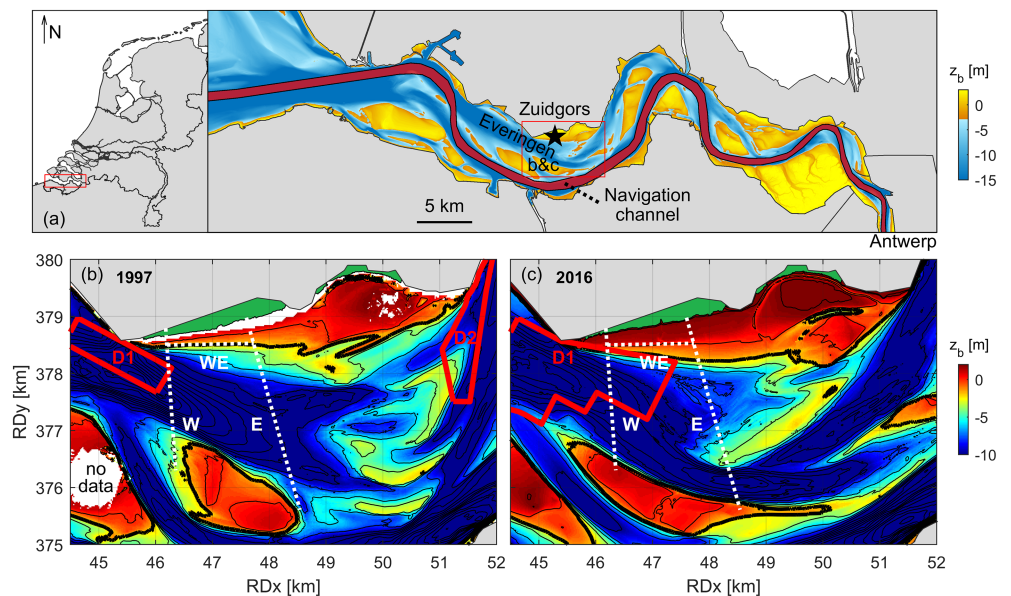 N
(a)
Zuidgors
Everingen
b&c
5 km
Navigation
channel
Antwerp
z_b [m]
0
-5
-10
-15
(b) 1997
D1
D2
WE
W
E
no
data
380
379
378
377
376
375
RDy [km]
45 46 47 48 49 50 51 52
RDx [km]
(c) 2016
D1
WE
W
E
45 46 47 48 49 50 51 52
RDx [km]
z_b [m]
0
-5
-10